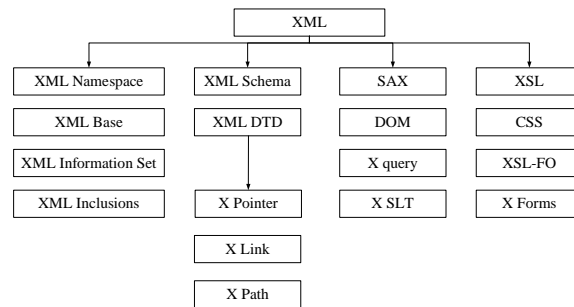 XML
XML Namespace
XML Schema
SAX
XSL
XML Base
XML DTD
DOM
CSS
XML Information Set
X query
XSL-FO
XML Inclusions
X Pointer
X SLT
X Forms
X Link
X Path